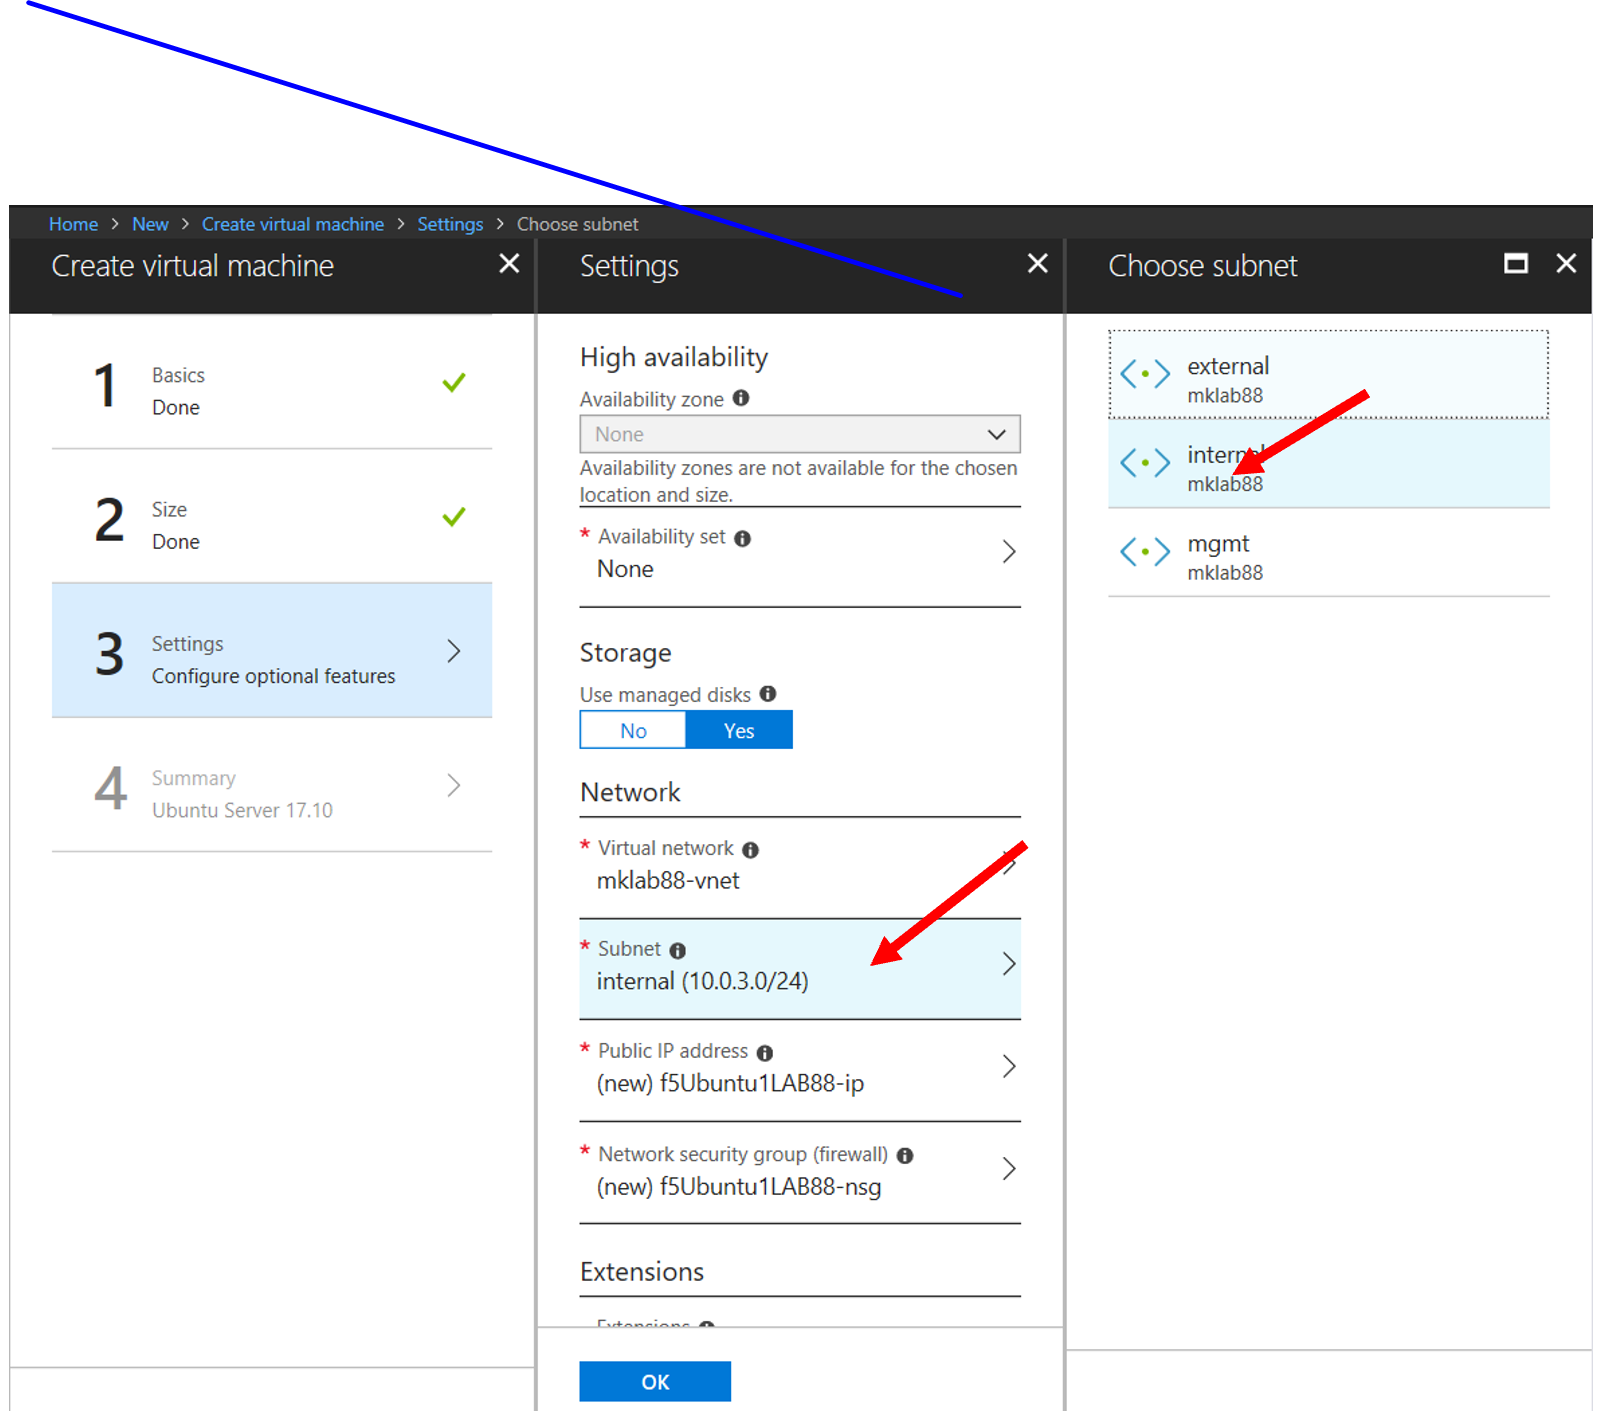 Home > New > Create virtual machine > Settings > Choose subnet
Create virtual machine
1
Basics
Done
2
Size
Done
3
Settings
Configure optional features
4
Summary
Ubuntu Server 17.10
Settings
High availability
Availability zone
None
Availability zones are not available for the chosen
location and size.
* Availability set
None
Storage
Use managed disks
No Yes
Network
* Virtual network
mklab88-vnet
* Subnet
internal (10.0.3.0/24)
* Public IP address
(new) f5Ubuntu1LAB88-ip
* Network security group (firewall)
(new) f5Ubuntu1LAB88-nsg
Extensions
Extensions
OK
Choose subnet
external
mklab88
internal
mklab88
mgmt
mklab88